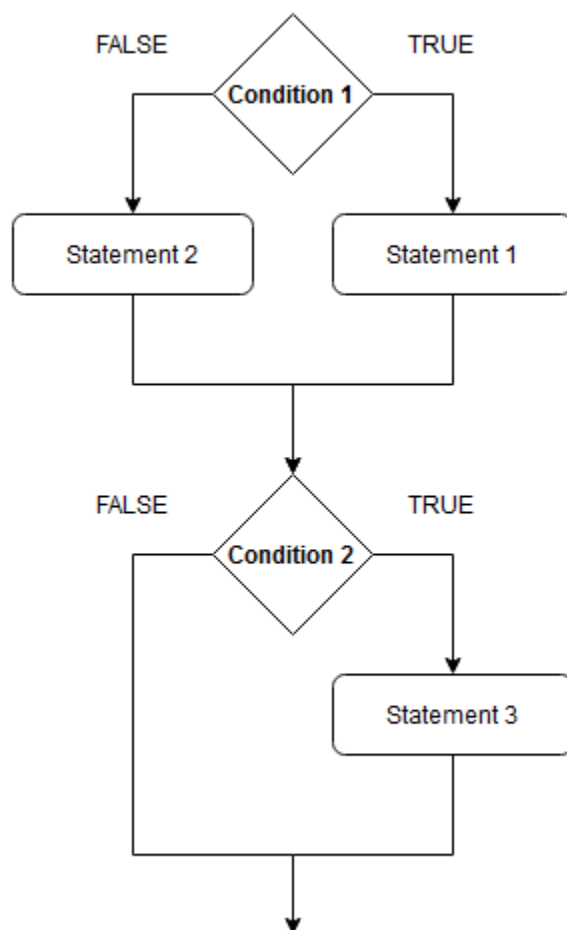 FALSE
TRUE
Condition 1
Statement 2
Statement 1
FALSE
TRUE
Condition 2
Statement 3